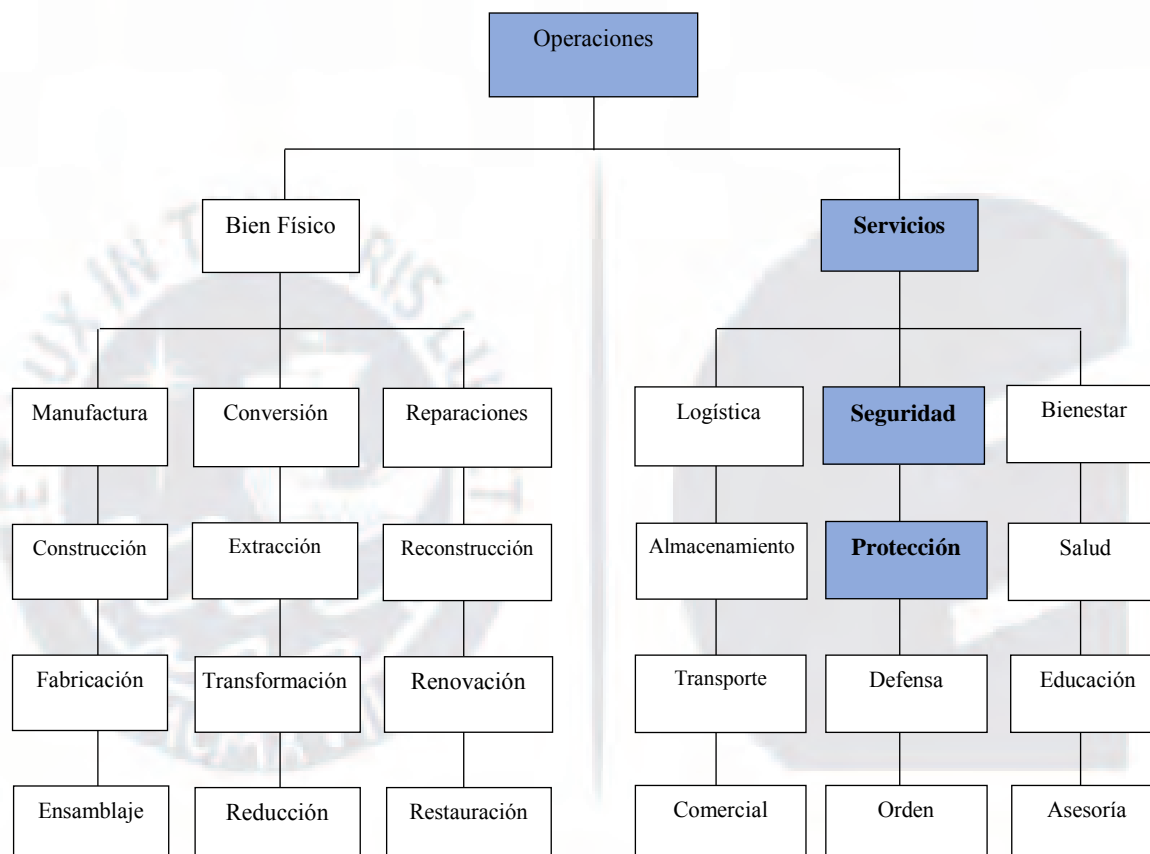 Operaciones
Bien Físico
Servicios
Manufactura
Conversión
Reparaciones
Logística
Seguridad
Bienestar
Construcción
Extracción
Reconstrucción
Almacenamiento
Protección
Salud
Fabricación
Transformación
Renovación
Transporte
Defensa
Educación
Ensamblaje
Reducción
Restauración
Comercial
Orden
Asesoría